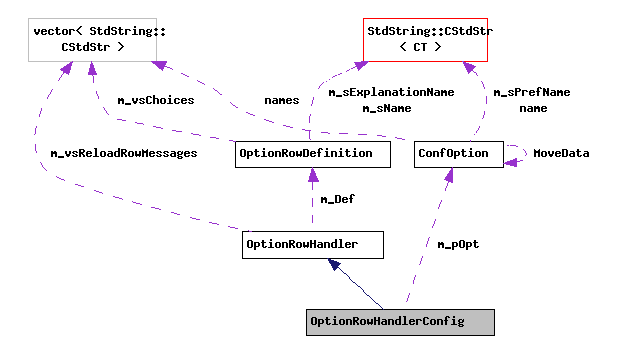 vector< StdString::
CStdStr >
StdString::CStdStr
< CT >
m_vsChoices
names
m_sExplanationName
m_sName
m_sPrefName
name
m_vsReloadRowMessages
OptionRowDefinition
ConfOption
MoveData
m_Def
OptionRowHandler
m_pOpt
OptionRowHandlerConfig